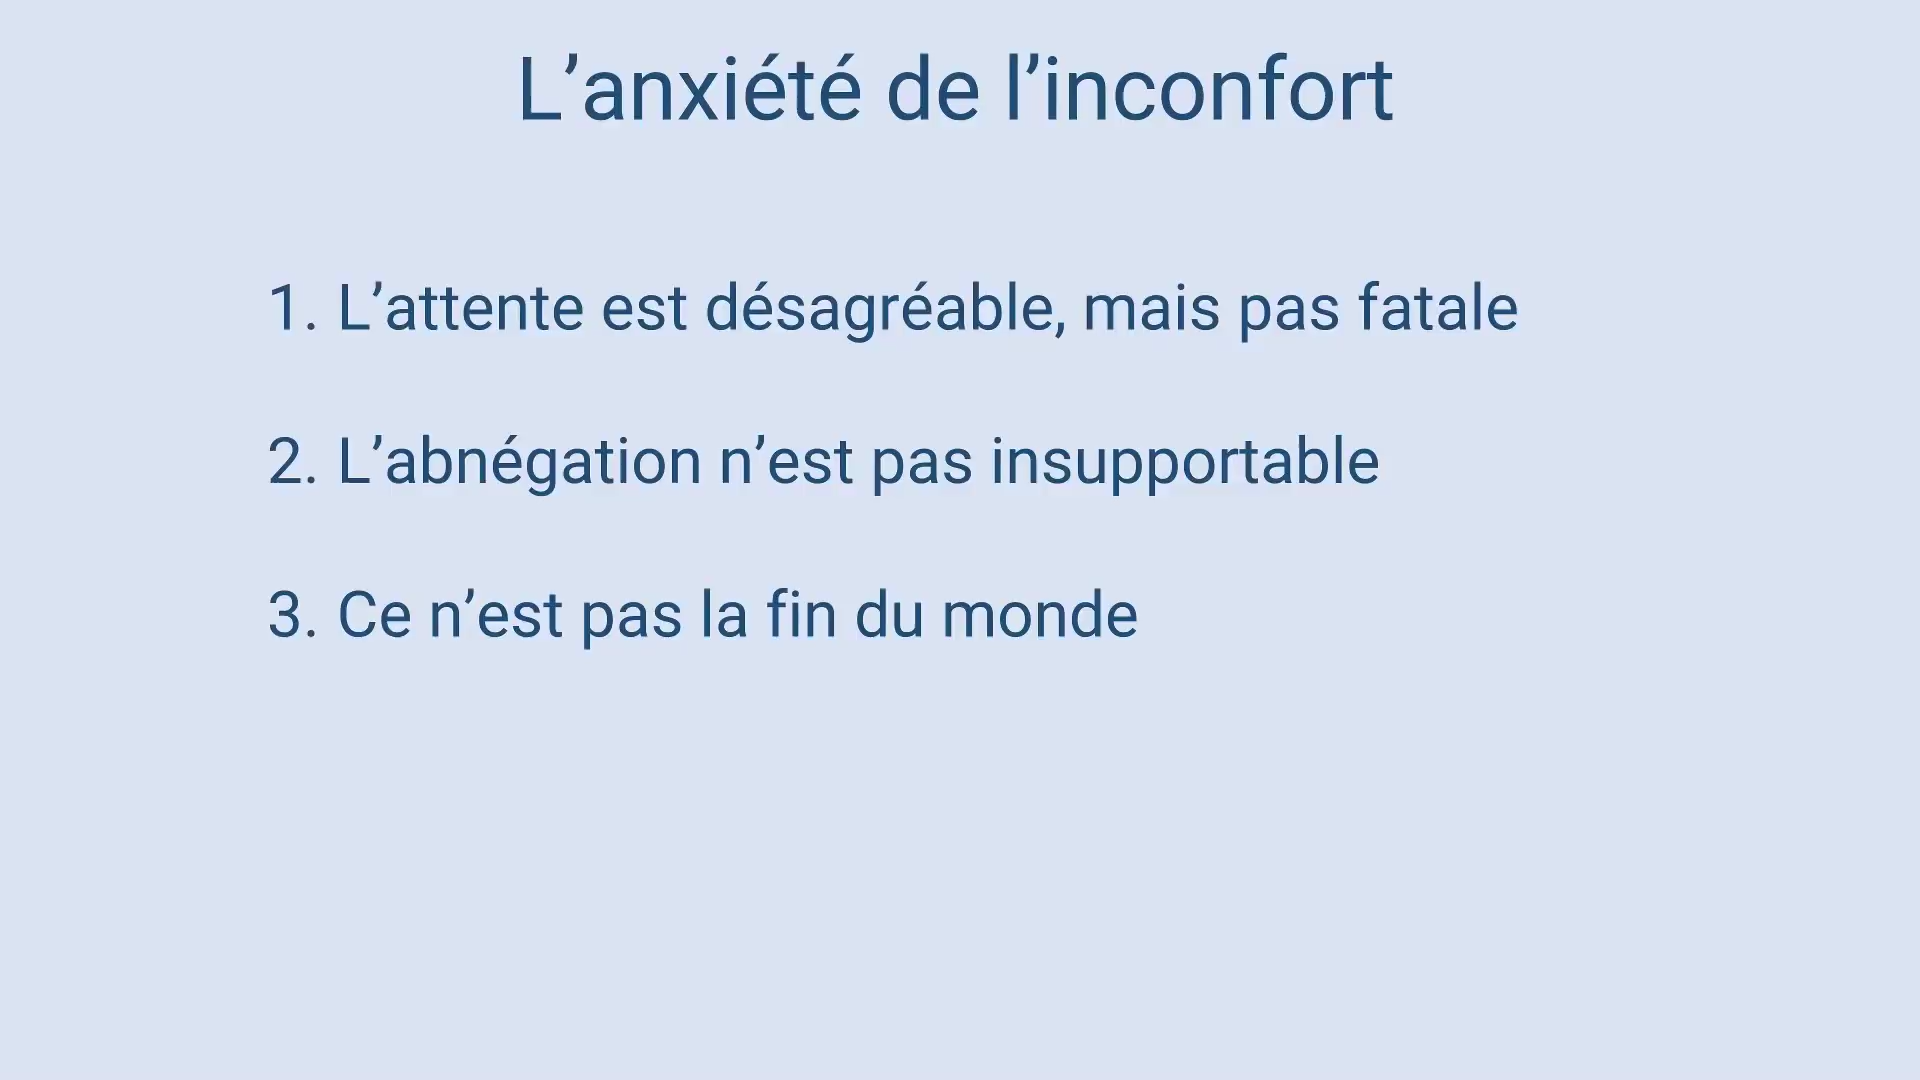 L’anxiété de l’inconfort
1. L’attente est désagréable, mais pas fatale
2. L’abnégation n’est pas insupportable
3. Ce n’est pas la fin du monde